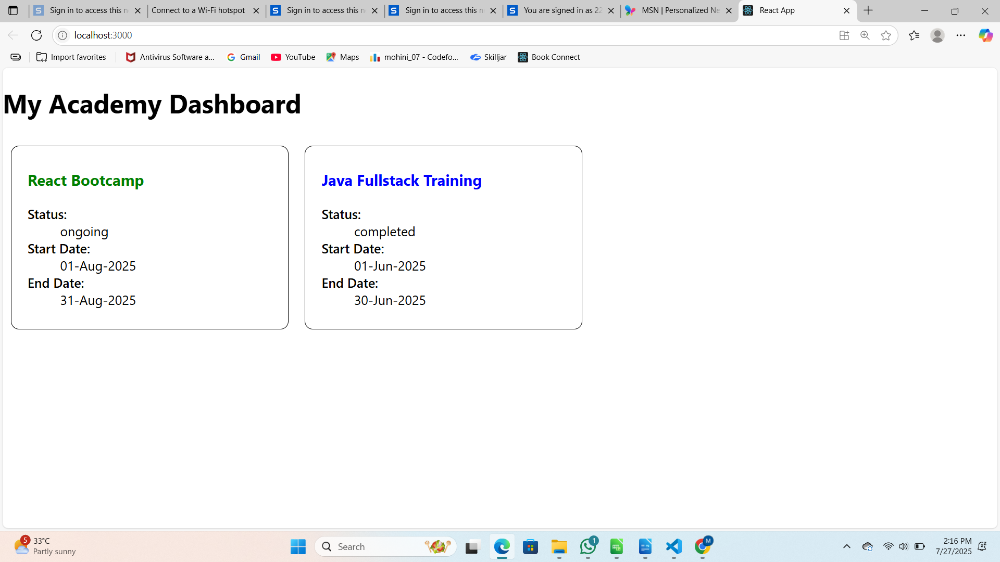 Sign in to access this n
Connect to a Wi-Fi hotspot
Sign in to access this n
Sign in to access this n
You are signed in as 22
MSN | Personalized Ne
React App
localhost:3000
Import favorites
Antivirus Software a...
Gmail
YouTube
Maps
mohini_07 - Codefo...
Skilljar
Book Connect
My Academy Dashboard
React Bootcamp
Status:
ongoing
Start Date:
01-Aug-2025
End Date:
31-Aug-2025
Java Fullstack Training
Status:
completed
Start Date:
01-Jun-2025
End Date:
30-Jun-2025
5
33°C
Partly sunny
Search
1
M
2:16 PM
7/27/2025